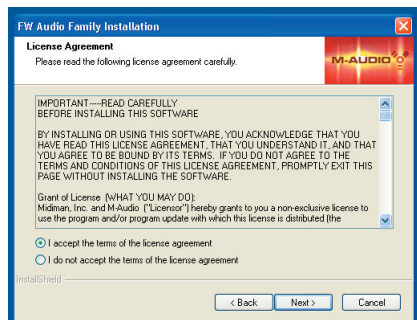 FW Audio Family Installation
License Agreement
Please read the following license agreement carefully.
M-AUDIO
IMPORTANT----READ CAREFULLY
BEFORE INSTALLING THIS SOFTWARE
BY INSTALLING OR USING THIS SOFTWARE, YOU ACKNOWLEDGE THAT YOU
HAVE READ THIS LICENSE AGREEMENT, THAT YOU UNDERSTAND IT, AND THAT
YOU AGREE TO BE BOUND BY ITS TERMS. IF YOU DO NOT AGREE TO THE
TERMS AND CONDITIONS OF THIS LICENSE AGREEMENT, PROMPTLY EXIT THIS
PAGE WITHOUT INSTALLING THE SOFTWARE.
Grant of License (WHAT YOU MAY DO):
Midiman, Inc. and M-Audio ("Licensor") hereby grants to you a non-exclusive license to
use the program and/or program update with which this license is distributed (the
I accept the terms of the license agreement
I do not accept the terms of the license agreement
InstallShield
< Back
Next >
Cancel